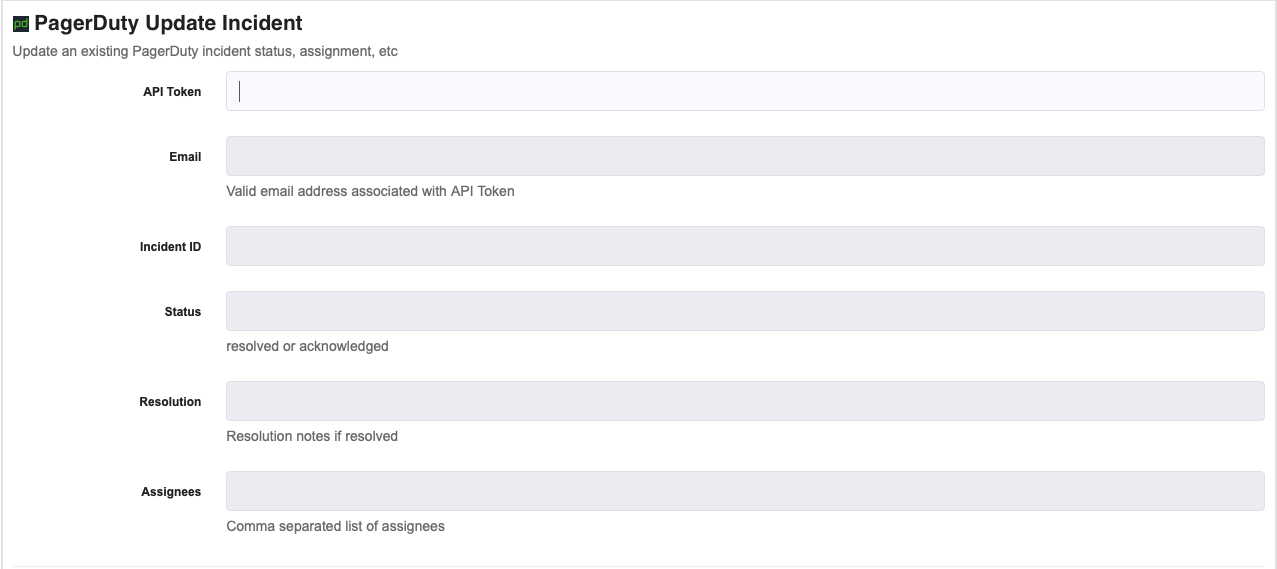 pd PagerDuty Update Incident
Update an existing PagerDuty incident status, assignment, etc
API Token
Email
Valid email address associated with API Token
Incident ID
Status
resolved or acknowledged
Resolution
Resolution notes if resolved
Assignees
Comma separated list of assignees